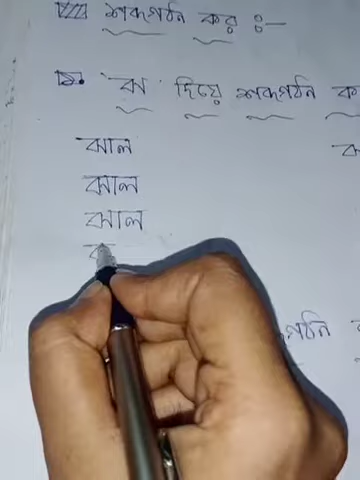 শব্দগঠন কর :—
ঝ দিয়ে শব্দগঠন ক
ঝাল
ঝাল
ঝাল